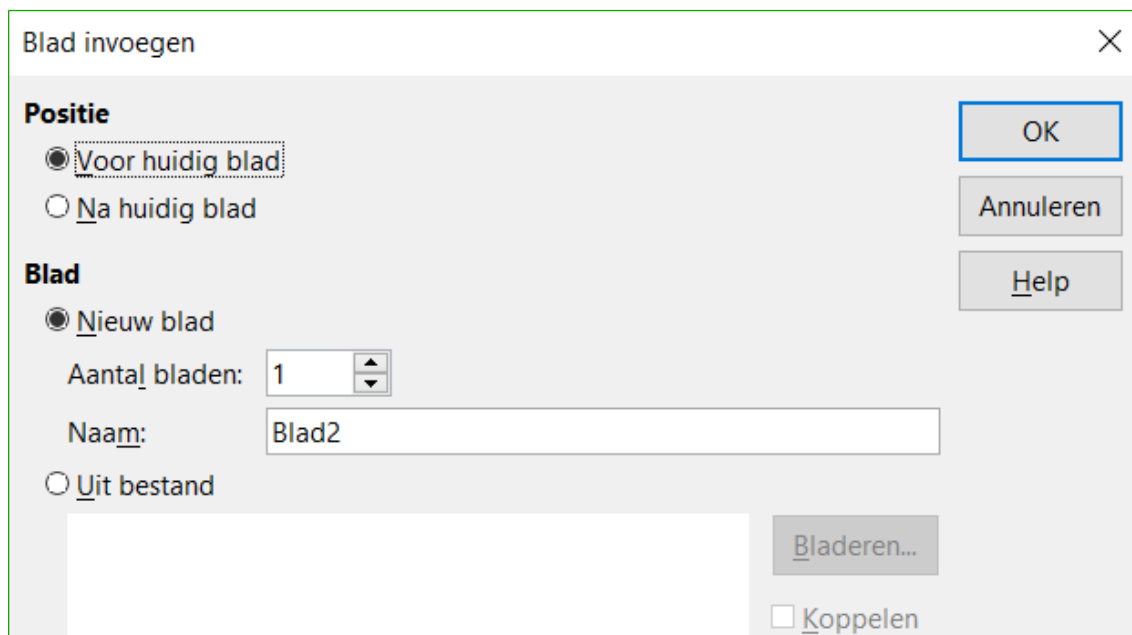 Blad invoegen
Positie
OK
Voor huidig blad
Na huidig blad
Annuleren
Blad
Help
Nieuw blad
Aantal bladen: 1
Naam: Blad2
Uit bestand
Bladeren...
Koppelen